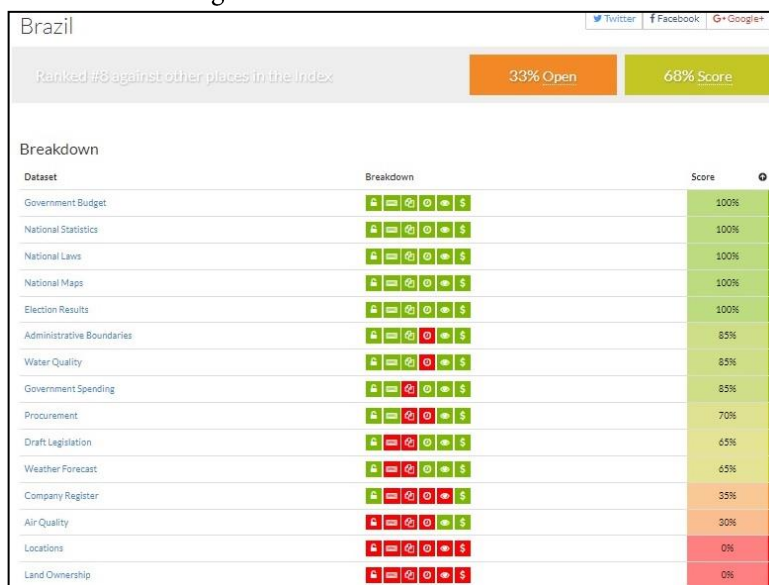 Brazil
Twitter Facebook G+ Google+
Ranked #8 against other places in the Index
33% Open
68% Score
Breakdown
Dataset Breakdown Score
Government Budget 100%
National Statistics 100%
National Laws 100%
National Maps 100%
Election Results 100%
Administrative Boundaries 85%
Water Quality 85%
Government Spending 85%
Procurement 70%
Draft Legislation 65%
Weather Forecast 65%
Company Register 35%
Air Quality 30%
Locations 0%
Land Ownership 0%